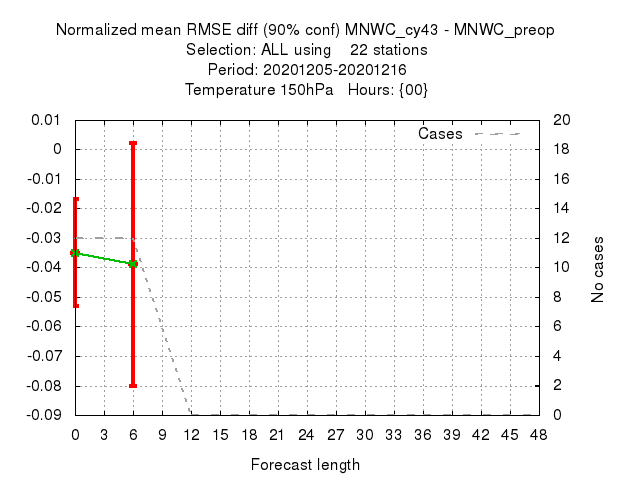 Normalized mean RMSE diff (90% conf) MNWC_cy43 - MNWC_preop
Selection: ALL using    22 stations
Period: 20201205-20201216
Temperature 150hPa   Hours: {00}
Cases
0.01
0
-0.01
-0.02
-0.03
-0.04
-0.05
-0.06
-0.07
-0.08
-0.09
20
18
16
14
12
10
8
6
4
2
0
No cases
0 3 6 9 12 15 18 21 24 27 30 33 36 39 42 45 48
Forecast length